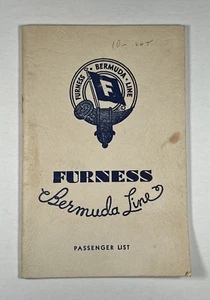 FURNESS • BERMUDA • LINE
F
FURNESS
Bermuda Line
PASSENGER LIST